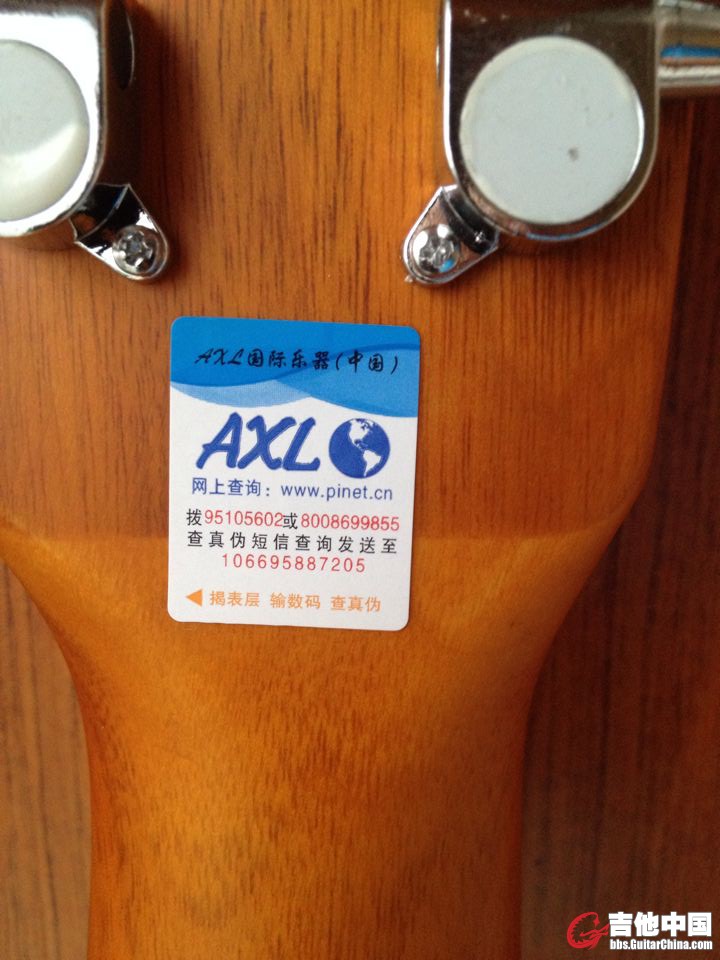 AXL国际乐器(中国)
AXL
网上查询：www.pinet.cn
拨95105602或8008699855
查真伪短信查询发送至
106695887205
揭表层 输数码 查真伪
吉他中国
bbs.GuitarChina.com